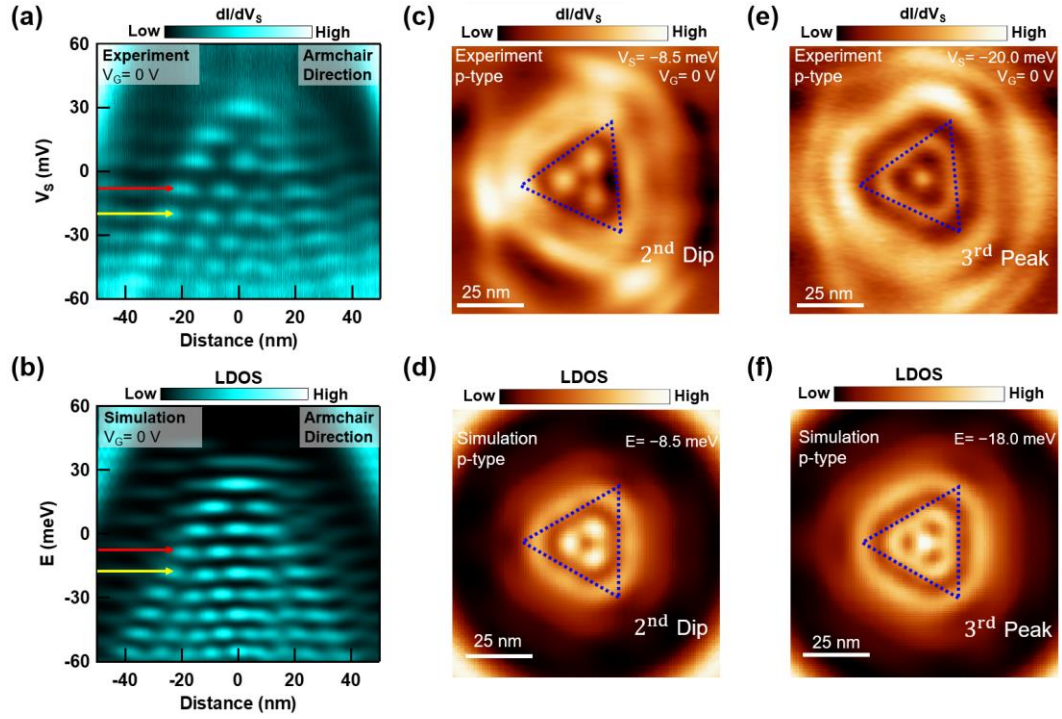 (a)
dI/dVS
Low High
Experiment
VG= 0 V
Armchair
Direction
60
30
0
-30
-60
VS (mV)
-40 -20 0 20 40
Distance (nm)
(b)
LDOS
Low High
Simulation
VG= 0 V
Armchair
Direction
60
30
0
-30
-60
E (meV)
-40 -20 0 20 40
Distance (nm)
(c)
dI/dVS
Low High
Experiment
p-type
VS= −8.5 meV
VG= 0 V
2nd Dip
25 nm
(d)
LDOS
Low High
Simulation
p-type
E= −8.5 meV
2nd Dip
25 nm
(e)
dI/dVS
Low High
Experiment
p-type
VS= −20.0 meV
VG= 0 V
3rd Peak
25 nm
(f)
LDOS
Low High
Simulation
p-type
E= −18.0 meV
3rd Peak
25 nm